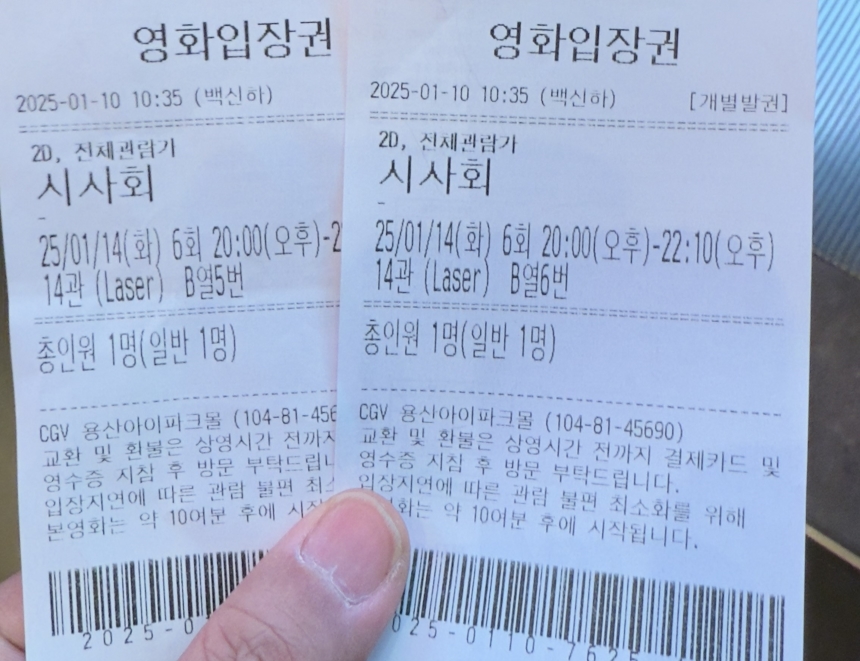 영화입장권
2025-01-10 10:35 (백신하)
2D, 전체관람가
시사회
-
25/01/14(화) 6회 20:00(오후)-2
14관 (Laser) B열5번
총인원 1명(일반 1명)
CGV 용산아이파크몰 (104-81-456
교환 및 환불은 상영시간 전까지
영수증 지참 후 방문 부탁드립니
입장지연에 따른 관람 불편 최소
본영화는 약 10여분 후에 시작
2025-0
영화입장권
2025-01-10 10:35 (백신하) [개별발권]
2D, 전체관람가
시사회
-
25/01/14(화) 6회 20:00(오후)-22:10(오후)
14관 (Laser) B열6번
총인원 1명(일반 1명)
CGV 용산아이파크몰 (104-81-45690)
교환 및 환불은 상영시간 전까지 결제카드 및
영수증 지참 후 방문 부탁드립니다.
입장지연에 따른 관람 불편 최소화를 위해
화는 약 10여분 후에 시작됩니다.
025-0110-7625